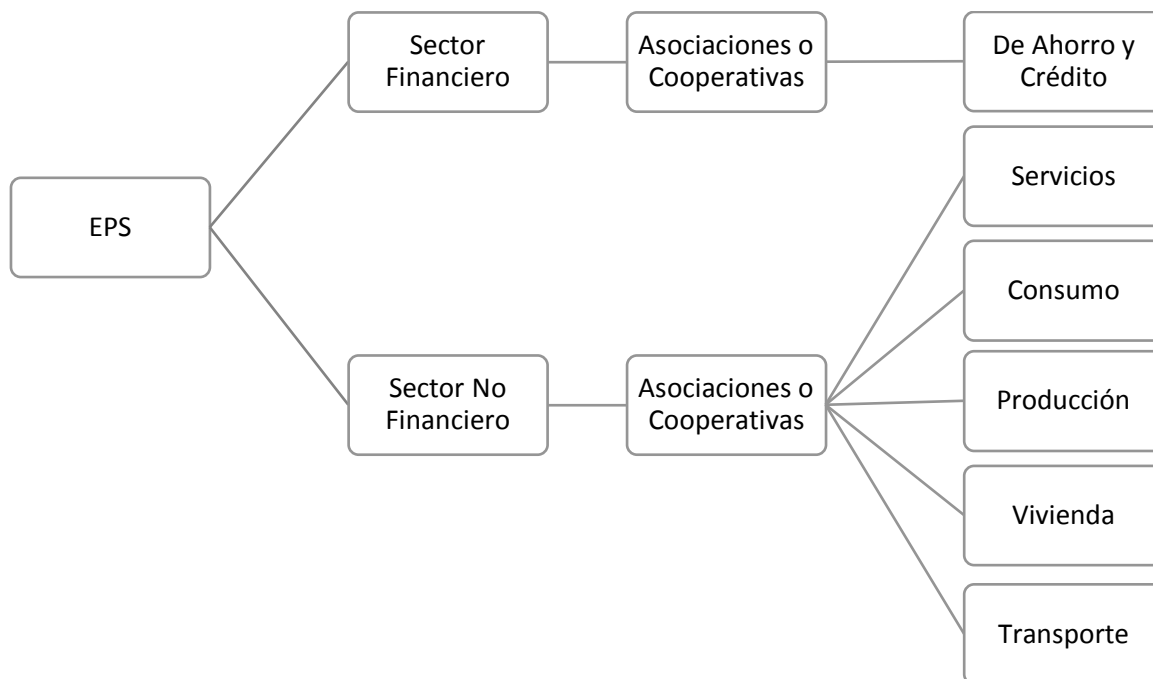 Sector
Financiero
Asociaciones o
Cooperativas
De Ahorro y
Crédito
Servicios
EPS
Consumo
Sector No
Financiero
Asociaciones o
Cooperativas
Producción
Vivienda
Transporte